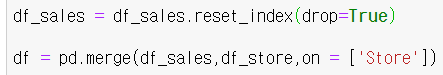 df_sales = df_sales.reset_index(drop=True)
df = pd.merge(df_sales,df_store,on = ['Store'])